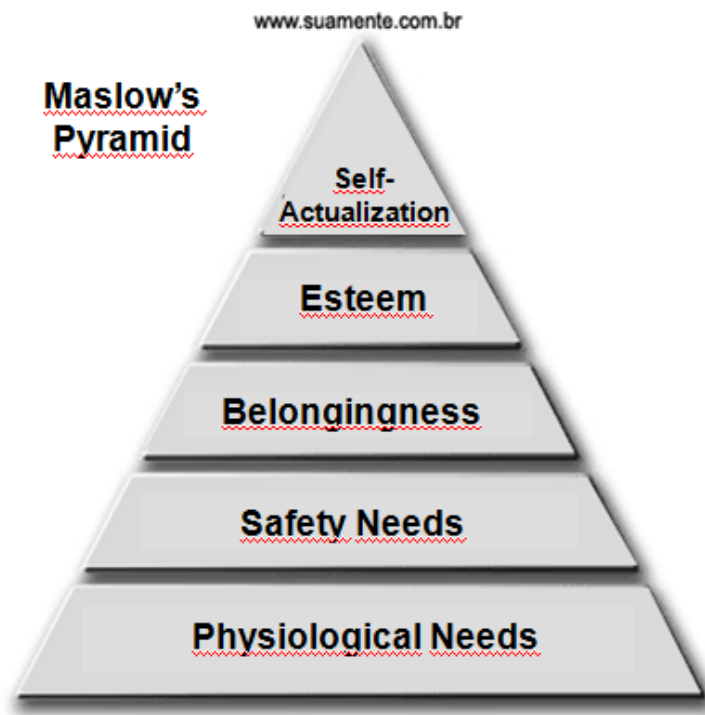 www.suamente.com.br
Maslow's
Pyramid
Self-
Actualization
Esteem
Belongingness
Safety Needs
Physiological Needs